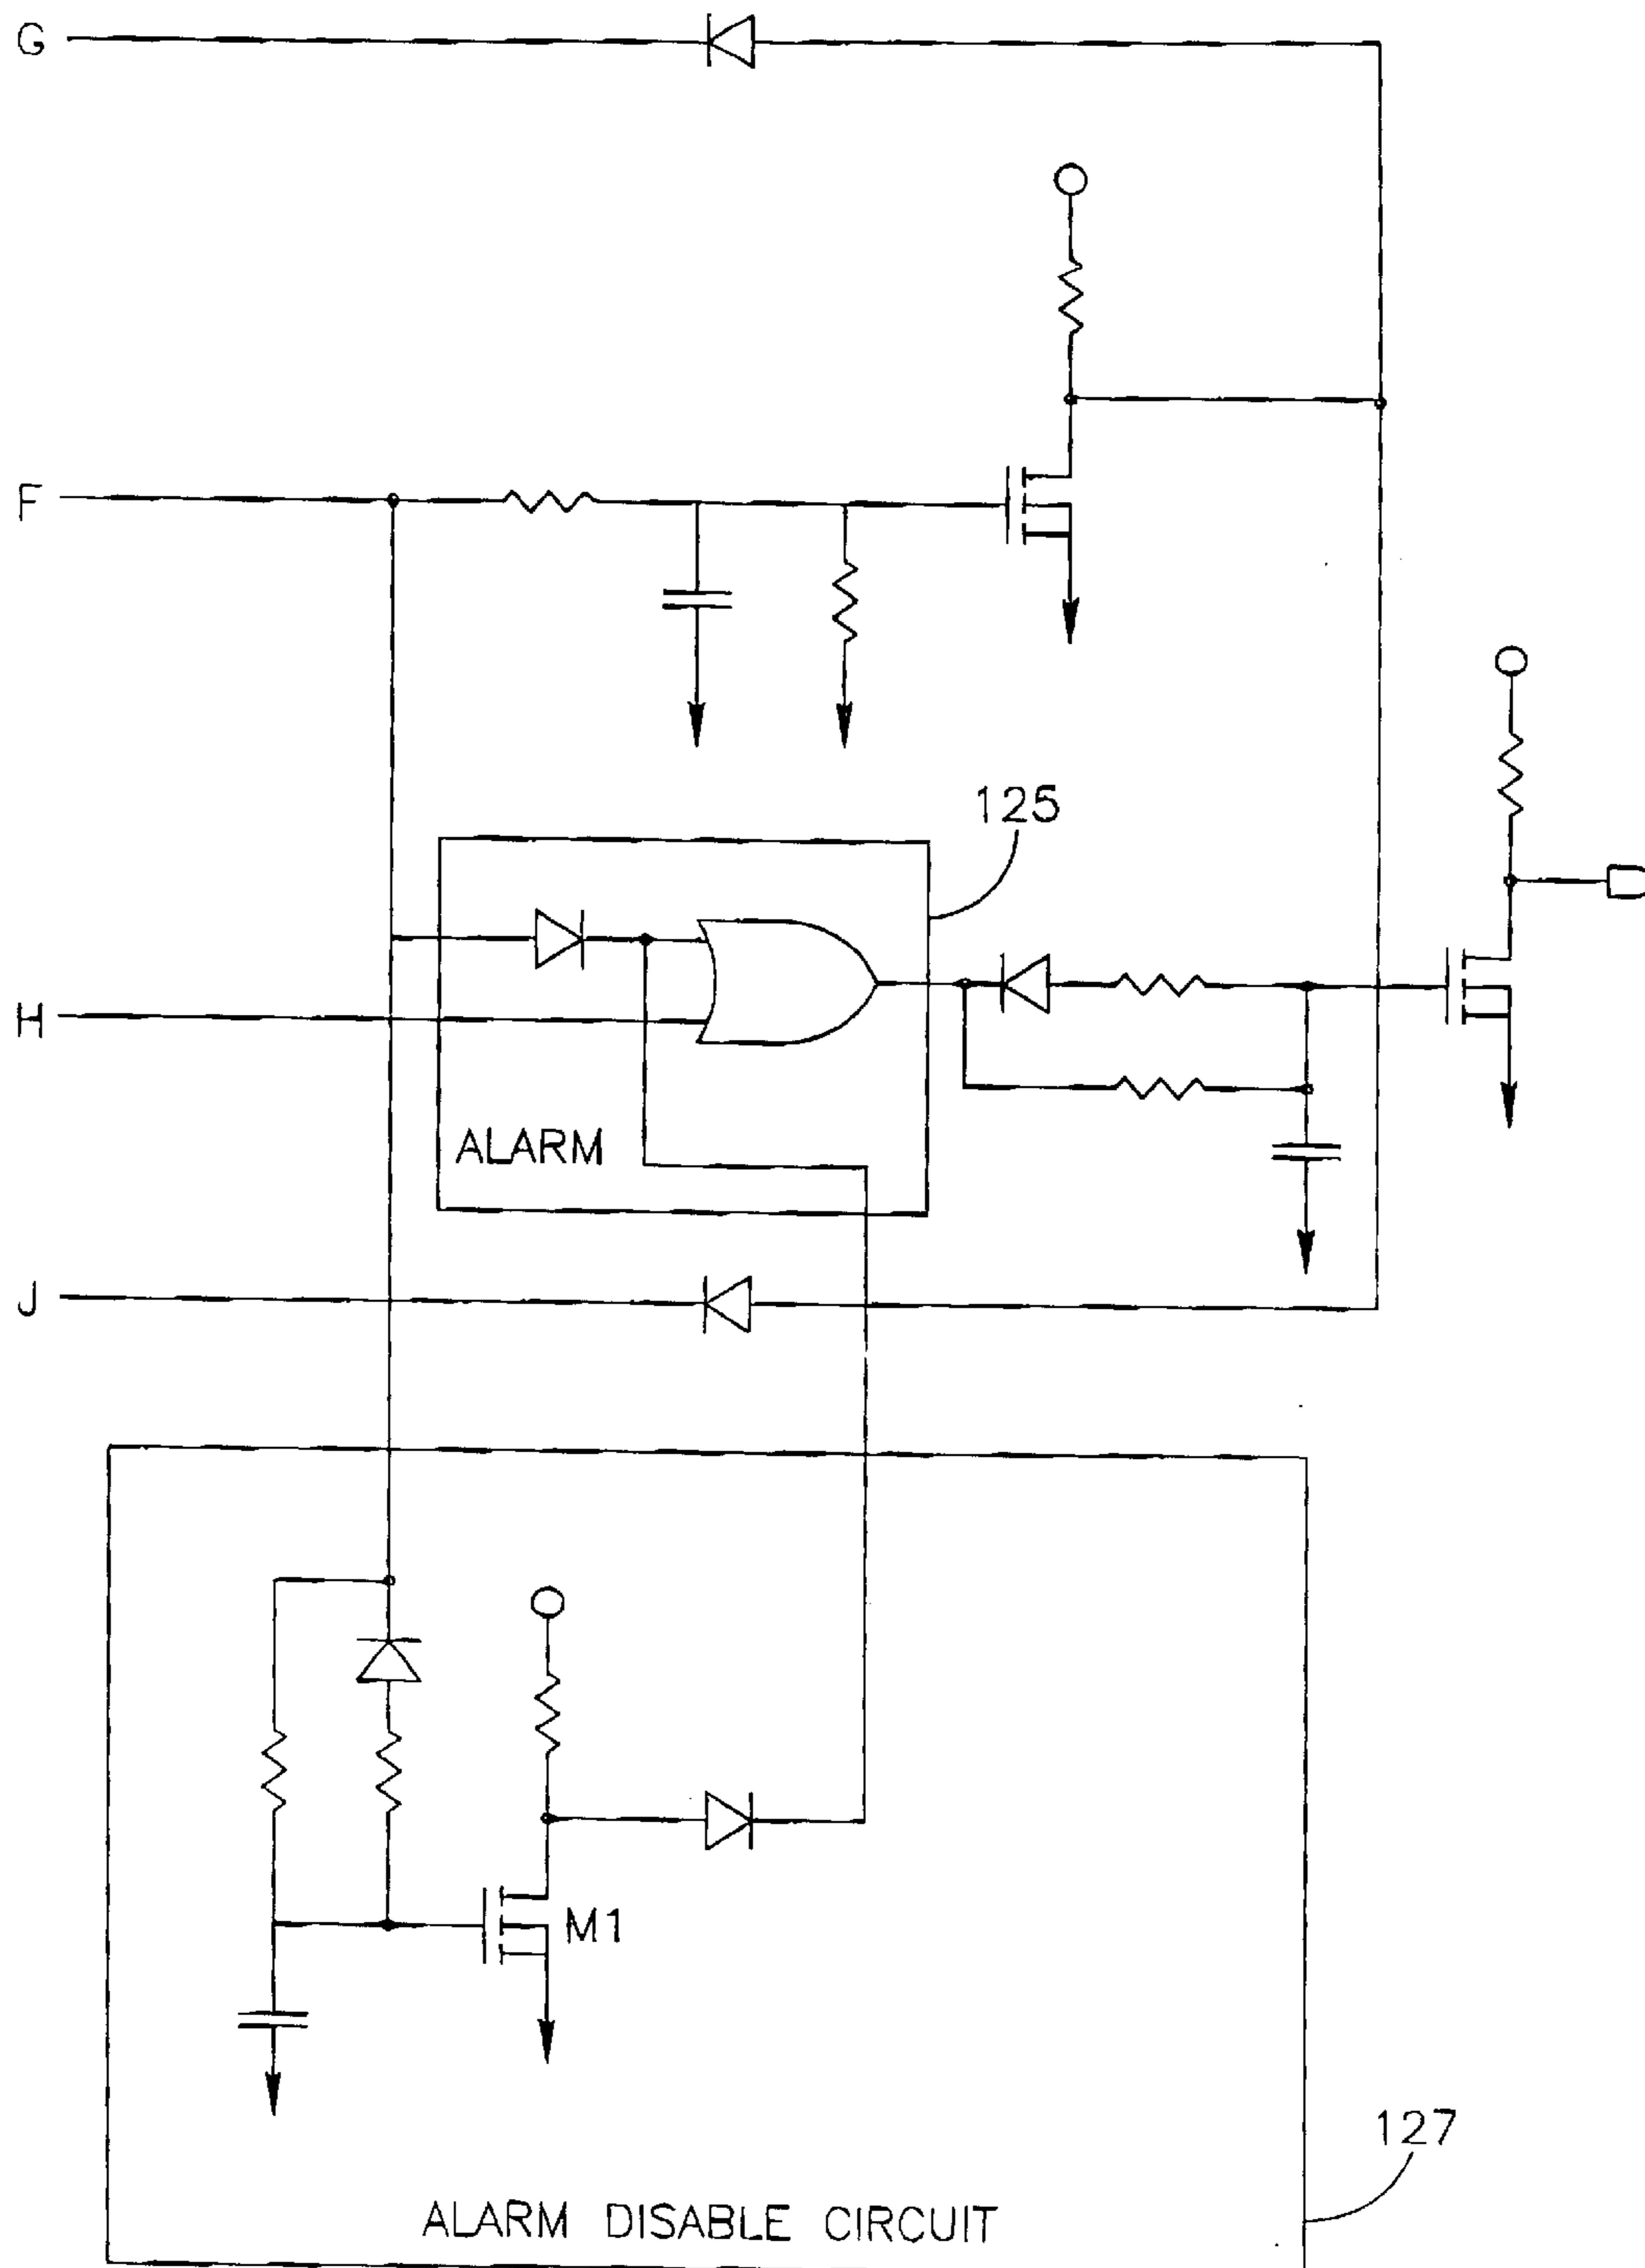 G
F
125
H
ALARM
J
M1
127
ALARM DISABLE CIRCUIT